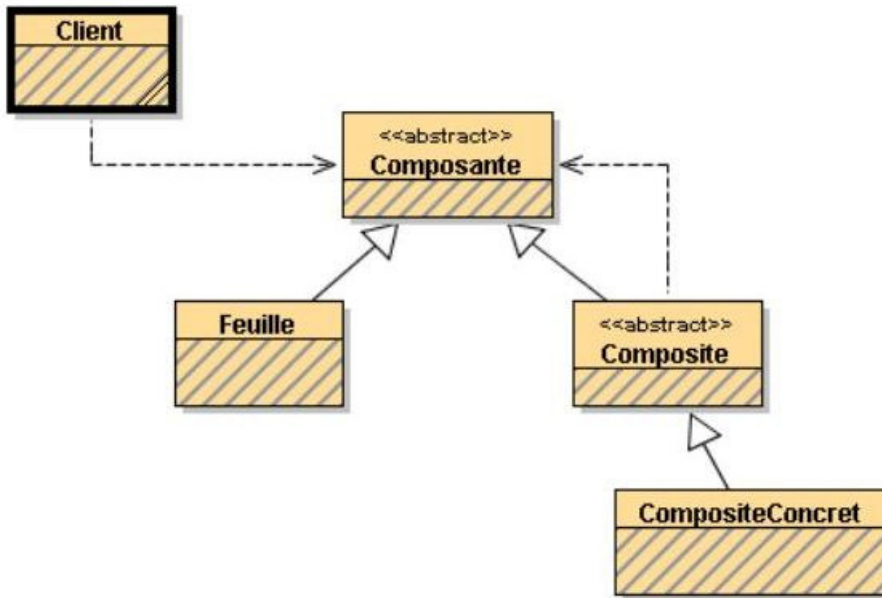 Client
<<abstract>>
Composante
Feuille
<<abstract>>
Composite
CompositeConcret